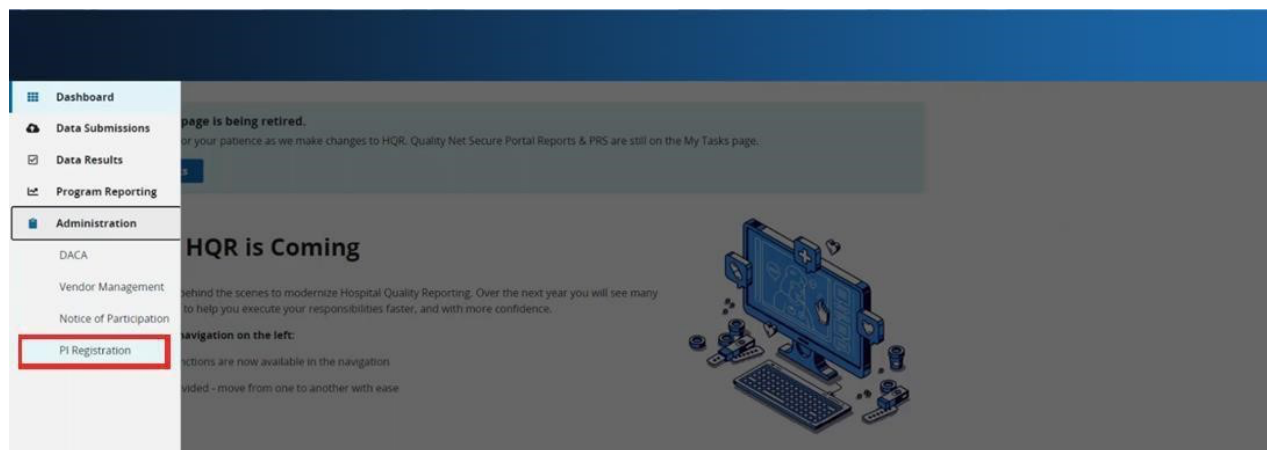 Dashboard
Data Submissions
Data Results
Program Reporting
Administration
DACA
Vendor Management
Notice of Participation
PI Registration
page is being retired.
or your patience as we make changes to HQR. Quality Net Secure Portal Reports & PRS are still on the My Tasks page.
s
HQR is Coming
behind the scenes to modernize Hospital Quality Reporting. Over the next year you will see many
to help you execute your responsibilities faster, and with more confidence.
navigation on the left:
nctions are now available in the navigation
vided - move from one to another with ease